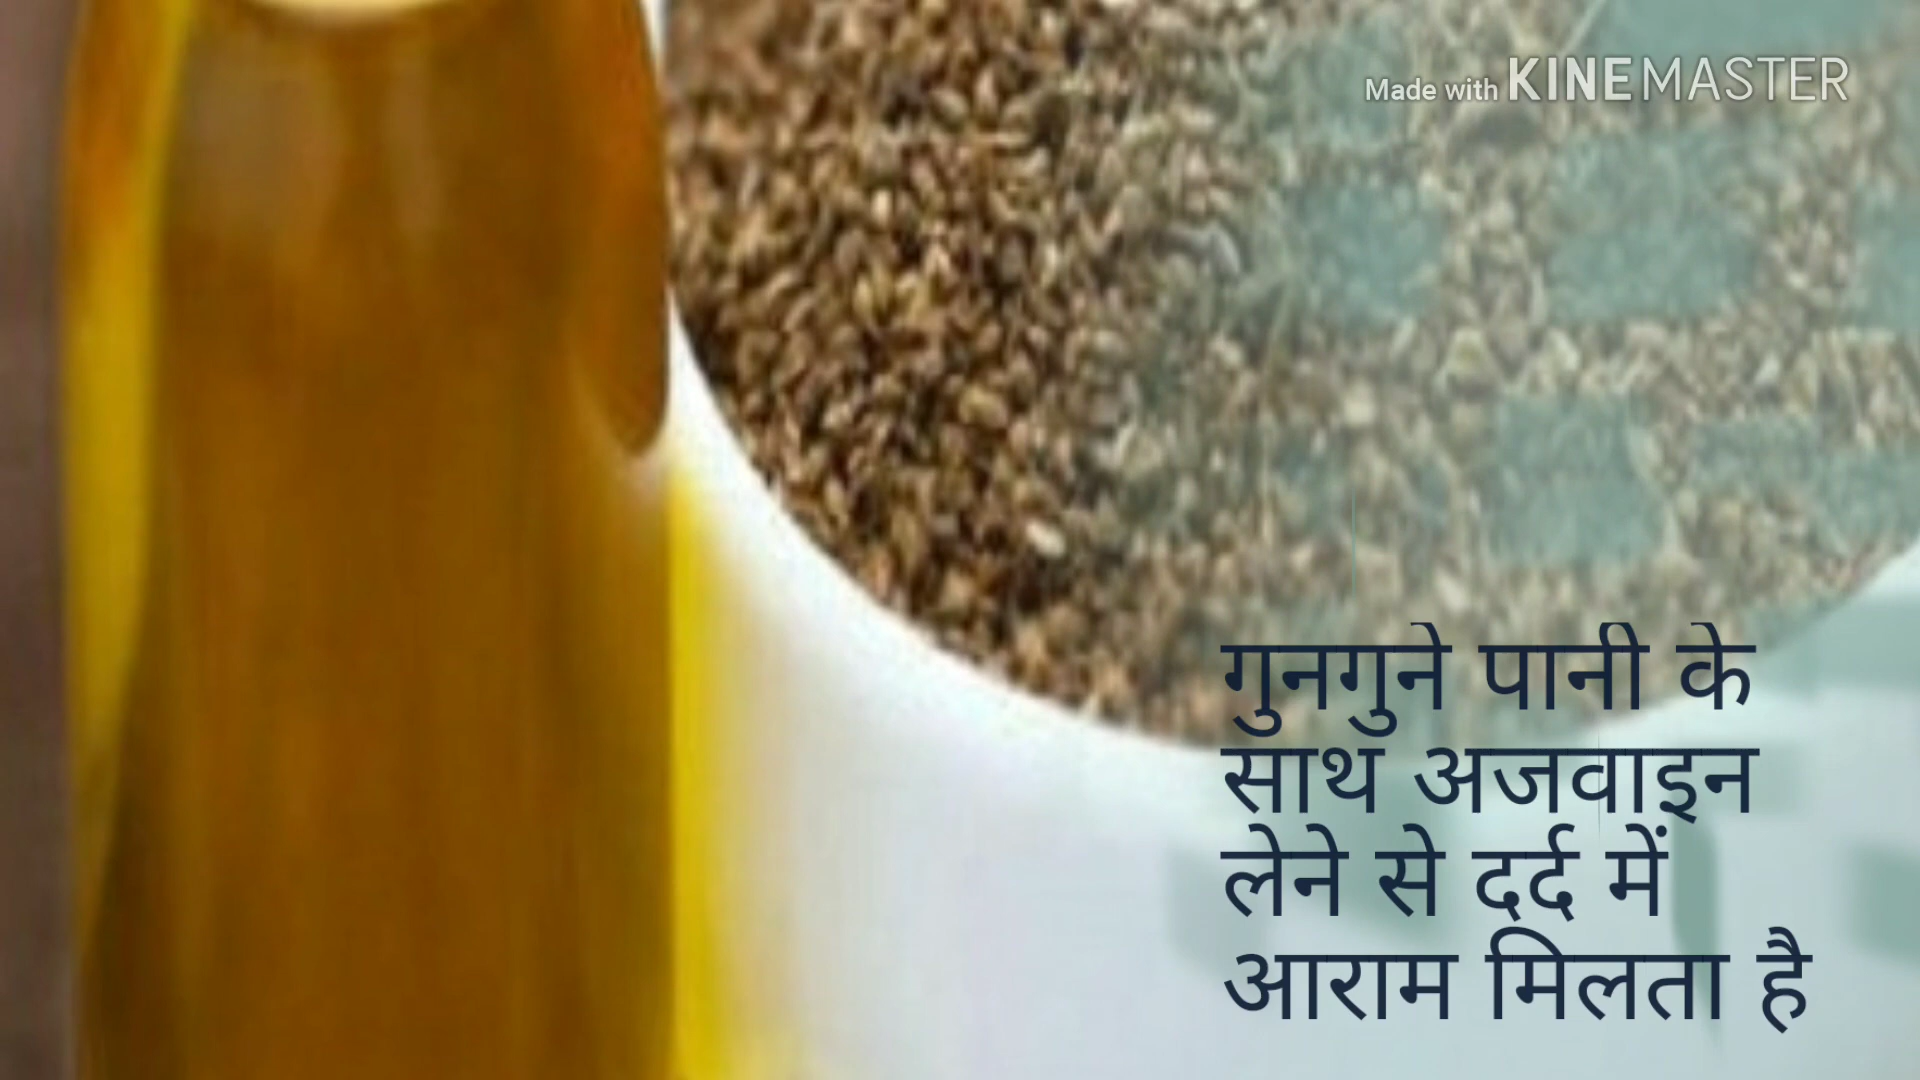 Made with KINEMASTER
गुनगुने पानी के
साथ अजवाइन
लेने से दर्द में
आराम मिलता है